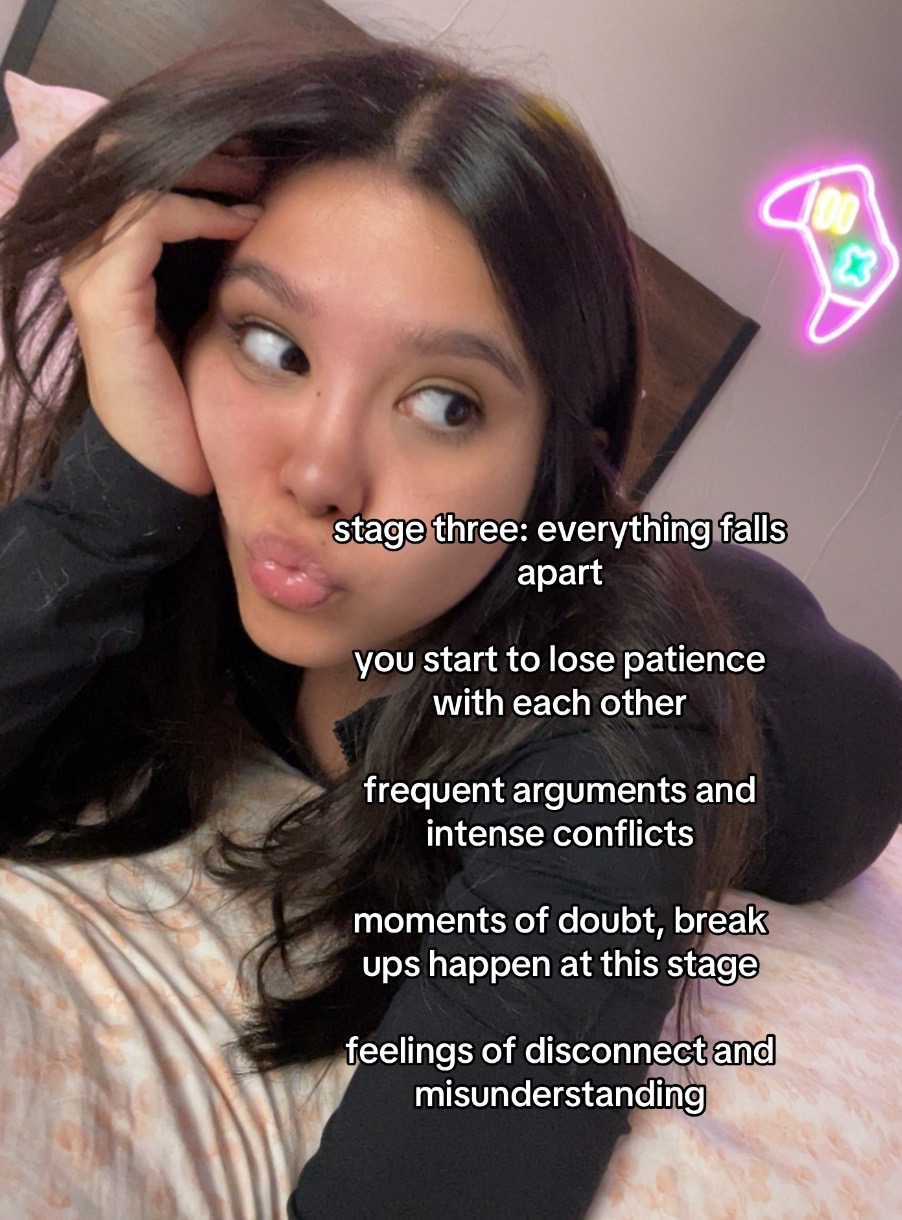 stage three: everything falls
apart
you start to lose patience
with each other
frequent arguments and
intense conflicts
moments of doubt, break
ups happen at this stage
feelings of disconnect and
misunderstanding